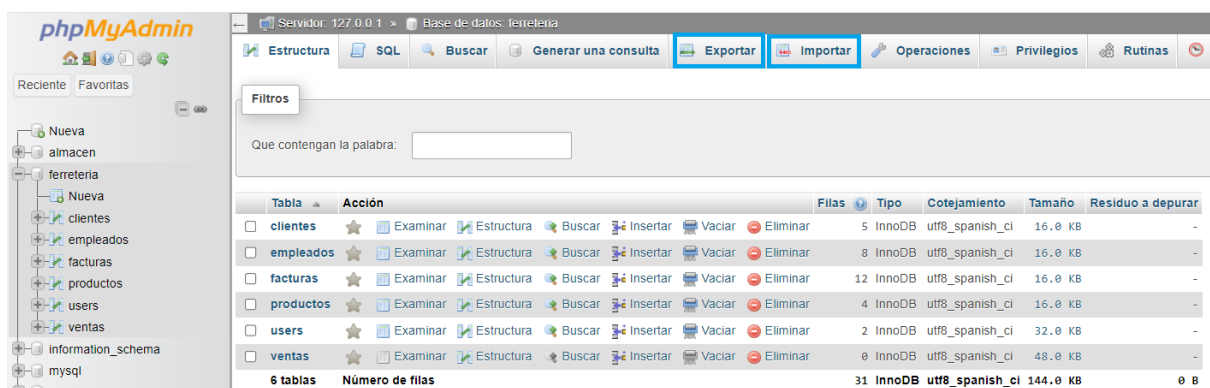 phpMyAdmin
Reciente Favoritas
Nueva
almacen
ferreteria
Nueva
clientes
empleados
facturas
productos
users
ventas
information_schema
mysql
Servidor: 127.0.0.1 » Base de datos: ferreteria
Estructura SQL Buscar Generar una consulta Exportar Importar Operaciones Privilegios Rutinas
Filtros
Que contengan la palabra:
Tabla Acción Filas Tipo Cotejamiento Tamaño Residuo a depurar
clientes Examinar Estructura Buscar Insertar Vaciar Eliminar 5 InnoDB utf8_spanish_ci 16.0 KB -
empleados Examinar Estructura Buscar Insertar Vaciar Eliminar 8 InnoDB utf8_spanish_ci 16.0 KB -
facturas Examinar Estructura Buscar Insertar Vaciar Eliminar 12 InnoDB utf8_spanish_ci 16.0 KB -
productos Examinar Estructura Buscar Insertar Vaciar Eliminar 4 InnoDB utf8_spanish_ci 16.0 KB -
users Examinar Estructura Buscar Insertar Vaciar Eliminar 2 InnoDB utf8_spanish_ci 32.0 KB -
ventas Examinar Estructura Buscar Insertar Vaciar Eliminar 0 InnoDB utf8_spanish_ci 48.0 KB -
6 tablas Número de filas 31 InnoDB utf8_spanish_ci 144.0 KB 0 B